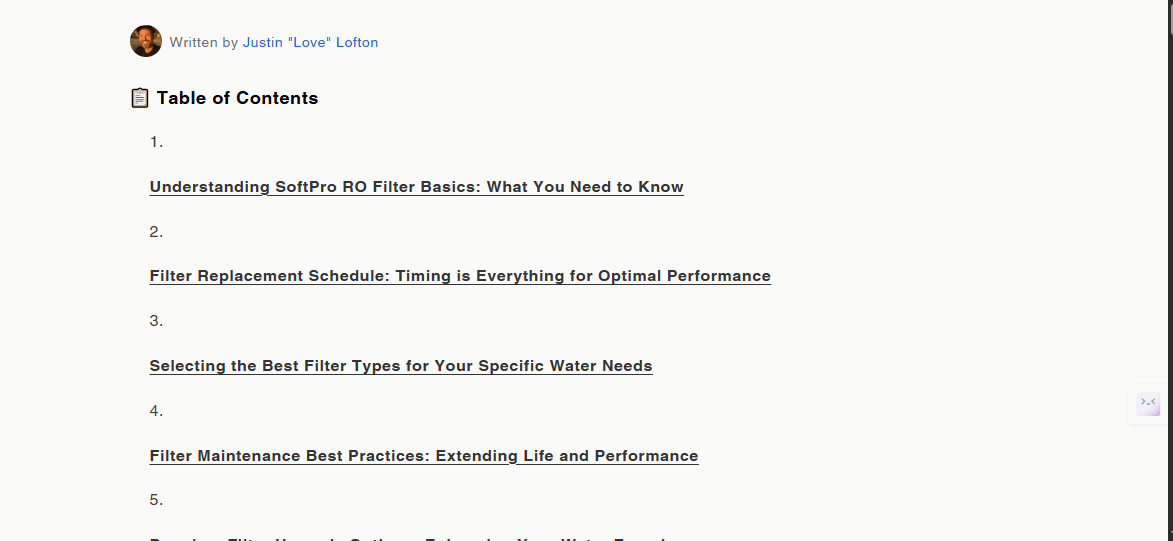 Written by Justin "Love" Lofton
Table of Contents
1.
Understanding SoftPro RO Filter Basics: What You Need to Know
2.
Filter Replacement Schedule: Timing is Everything for Optimal Performance
3.
Selecting the Best Filter Types for Your Specific Water Needs
4.
Filter Maintenance Best Practices: Extending Life and Performance
5.